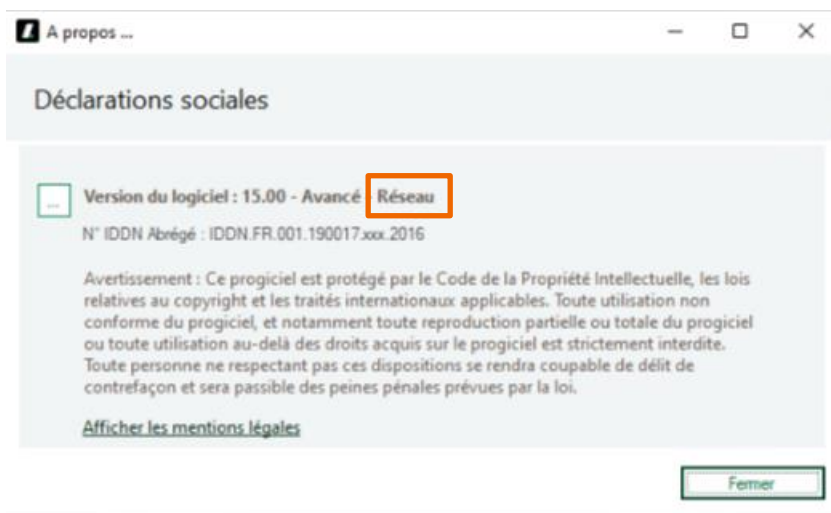 A propos ...
Déclarations sociales
... Version du logiciel : 15.00 - Avancé - Réseau
N° IDDN Abrégé : IDDN.FR.001.190017.xxx.2016
Avertissement : Ce progiciel est protégé par le Code de la Propriété Intellectuelle, les lois
relatives au copyright et les traités internationaux applicables. Toute utilisation non
conforme du progiciel, et notamment toute reproduction partielle ou totale du progiciel
ou toute utilisation au-delà des droits acquis sur le progiciel est strictement interdite.
Toute personne ne respectant pas ces dispositions se rendra coupable de délit de
contrefaçon et sera passible des peines pénales prévues par la loi.
Afficher les mentions légales
Fermer